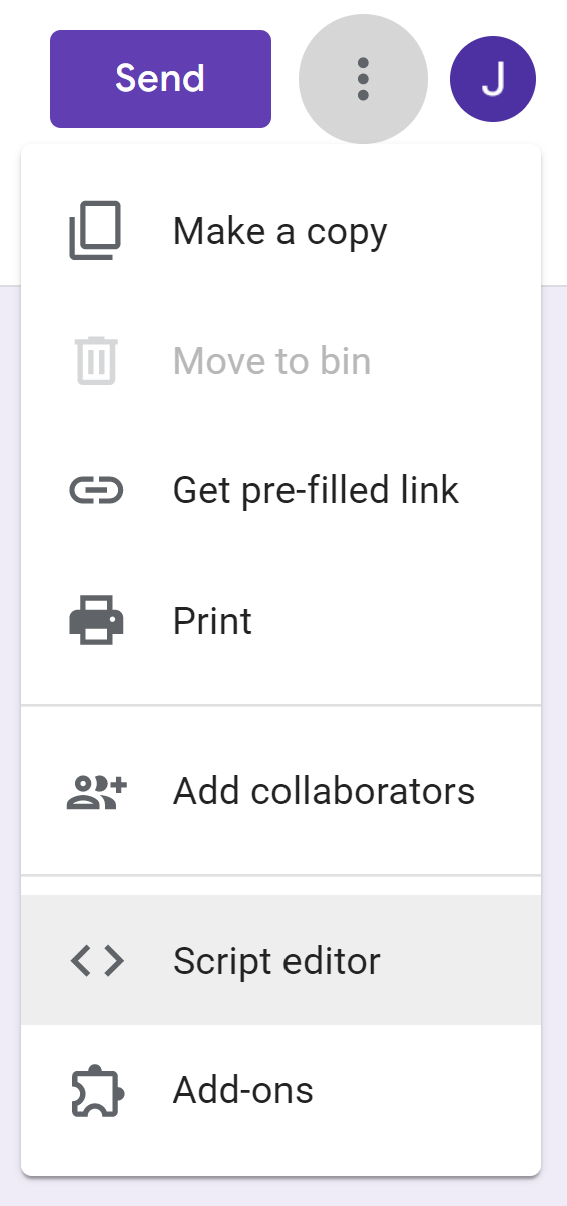 Send
J
Make a copy
Move to bin
Get pre-filled link
Print
Add collaborators
Script editor
Add-ons